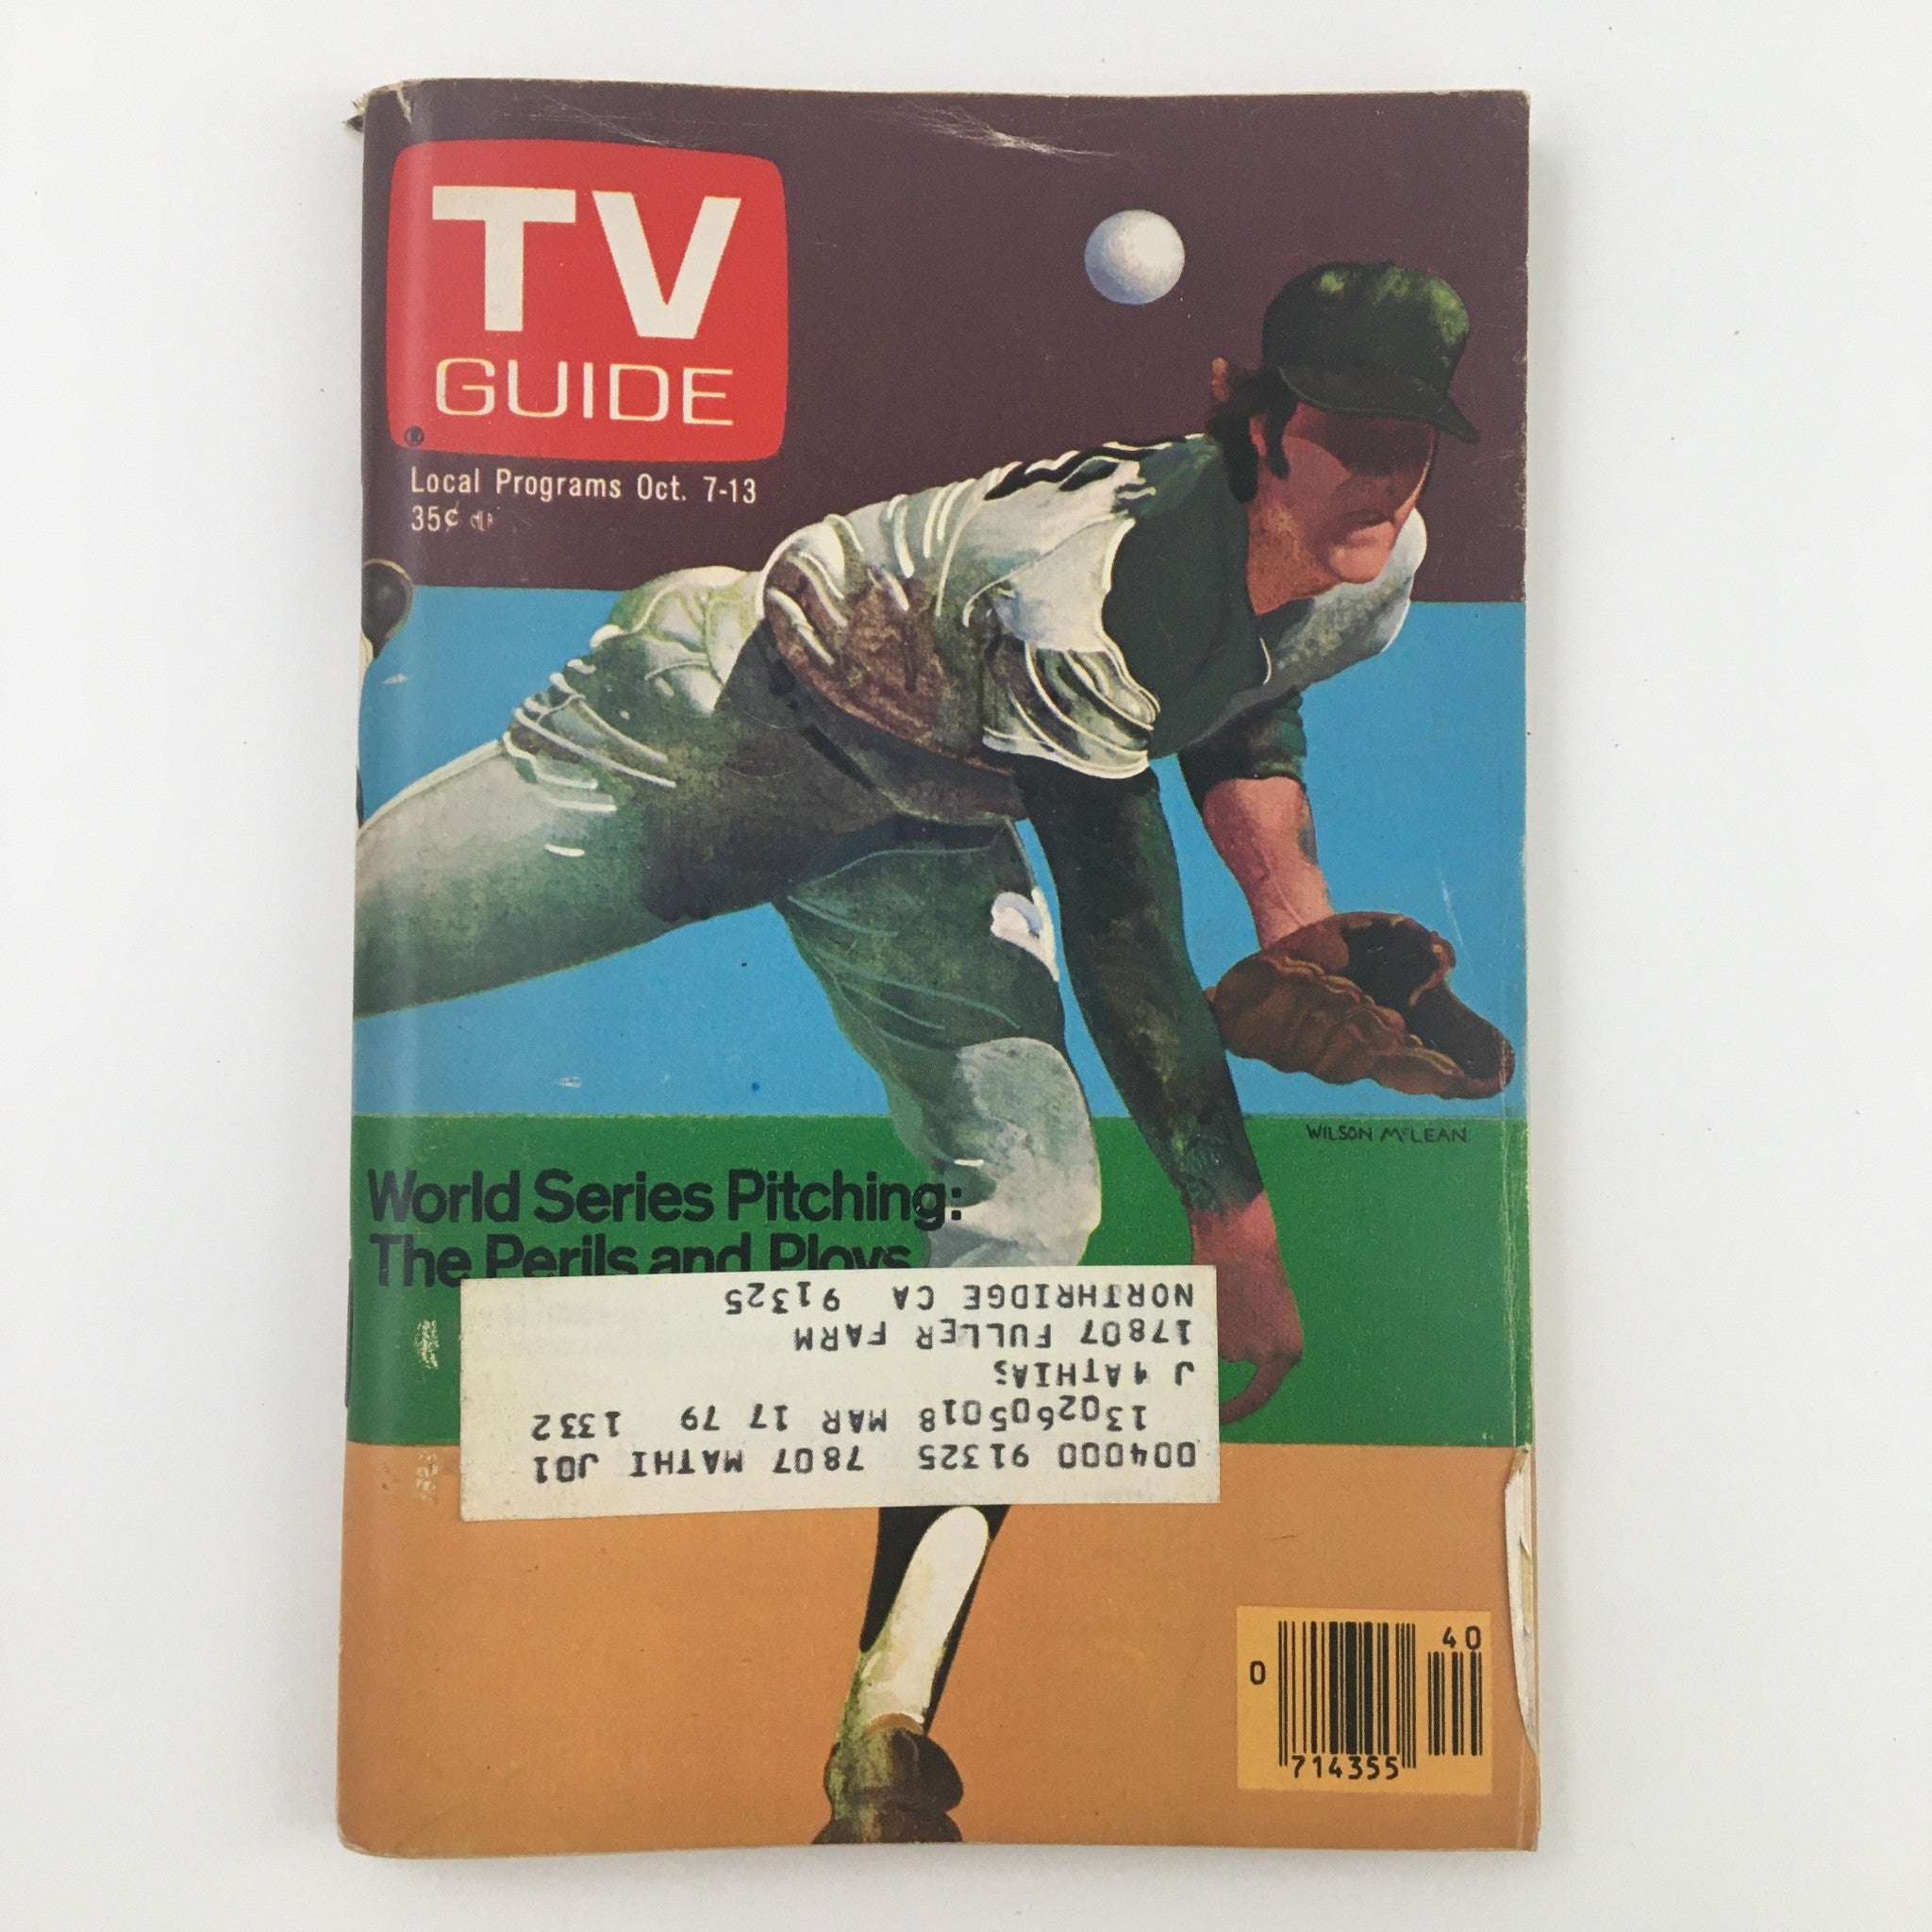 TV
GUIDE
®
Local Programs Oct. 7-13
35¢
WILSON McLEAN
World Series Pitching:
The Perils and Ploys
004000 91325 7807 MATHI J01
1302605018 MAR 17 79 1332
J
17807 FULLER FARM
NORTHRIDGE CA 91325
40
0
714355